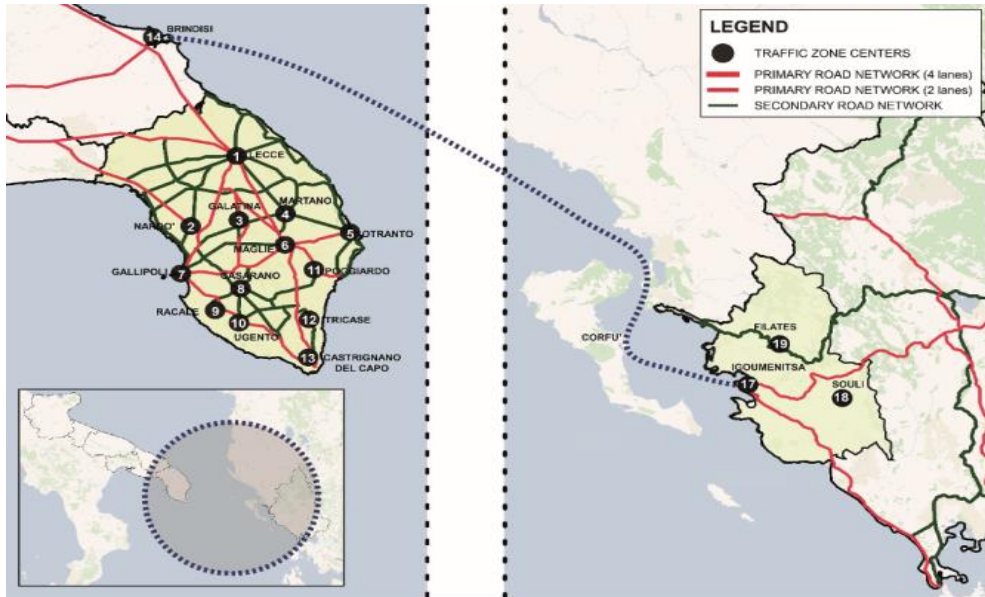 14
BRINDISI
1
LECCE
GALATINA
MARTANO
NARDO'
2
3
4
5
OTRANTO
MAGLIE
6
GALLIPOLI
7
CASARANO
11
POGGIARDO
8
RACALE
9
10
UGENTO
12
TRICASE
13
CASTRIGNANO
DEL CAPO
LEGEND
TRAFFIC ZONE CENTERS
PRIMARY ROAD NETWORK (4 lanes)
PRIMARY ROAD NETWORK (2 lanes)
SECONDARY ROAD NETWORK
CORFU'
FILATES
19
IGOUMENITSA
17
SOULI
18